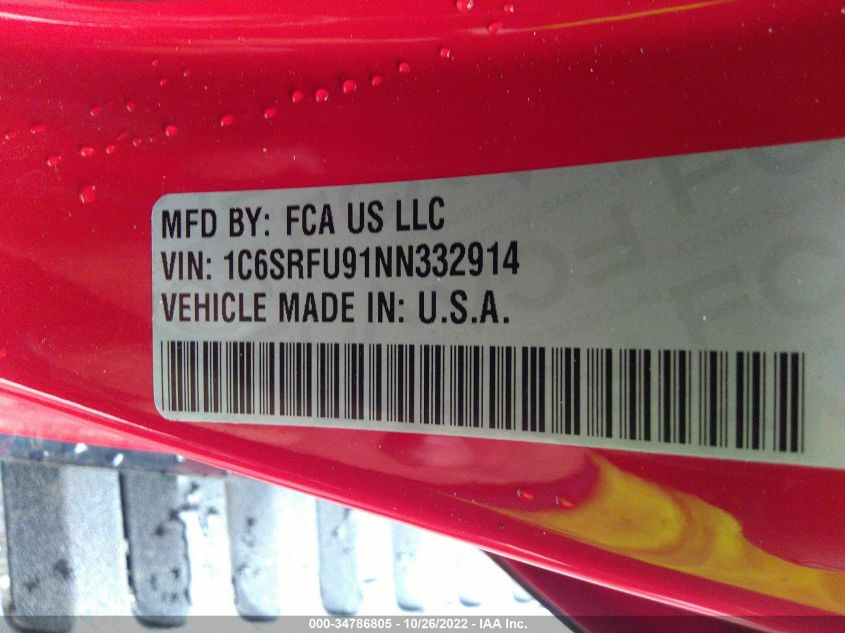 MFD BY: FCA US LLC
VIN: 1C6SRFU91NN332914
VEHICLE MADE IN: U.S.A.
000-34786805 - 10/26/2022 - IAA Inc.